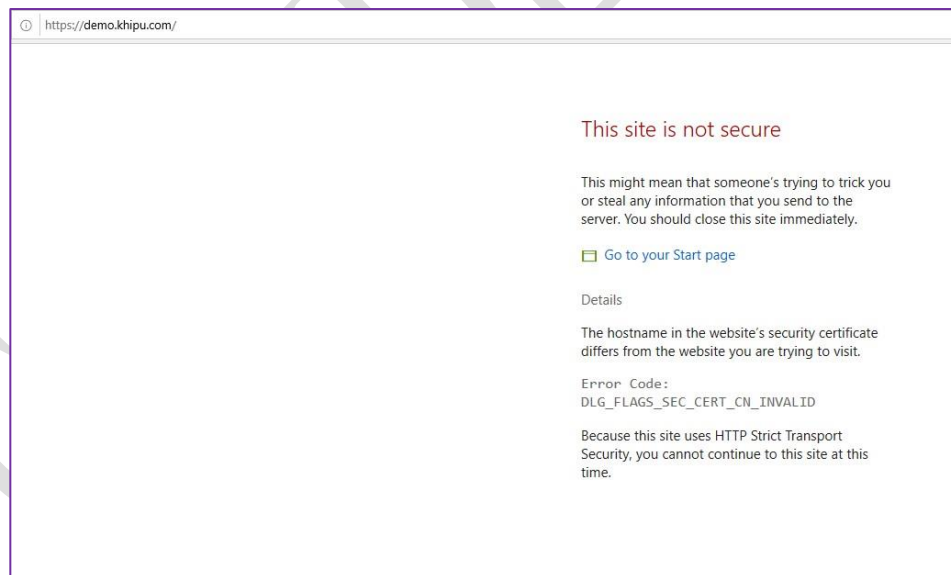 https://demo.khipu.com/
This site is not secure
This might mean that someone's trying to trick you
or steal any information that you send to the
server. You should close this site immediately.
Go to your Start page
Details
The hostname in the website's security certificate
differs from the website you are trying to visit.
Error Code:
DLG_FLAGS_SEC_CERT_CN_INVALID
Because this site uses HTTP Strict Transport
Security, you cannot continue to this site at this
time.